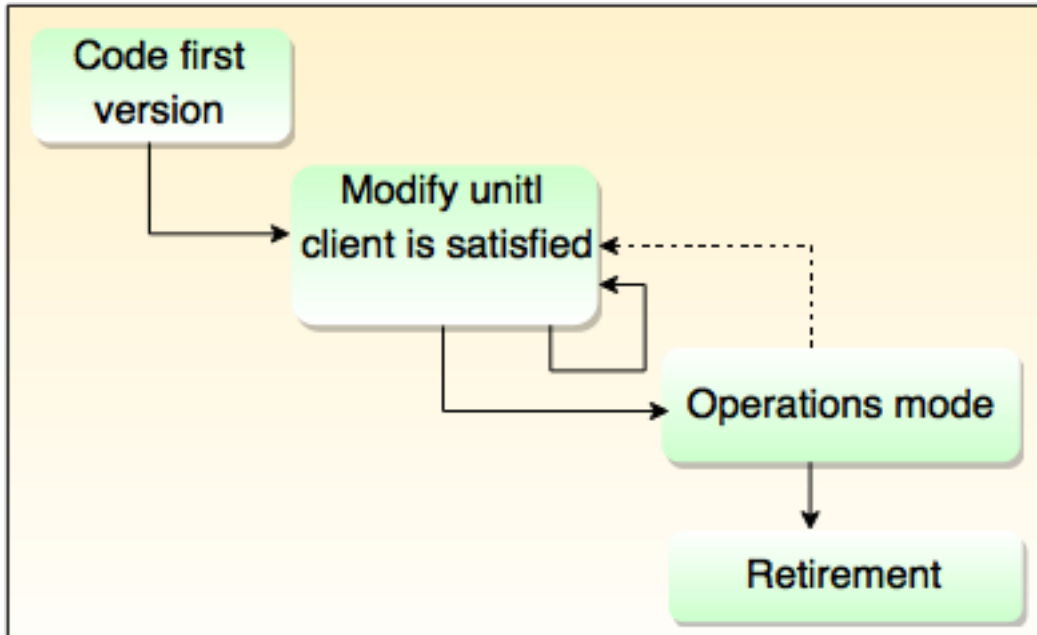 Code first
version
Modify unitl
client is satisfied
Operations mode
Retirement